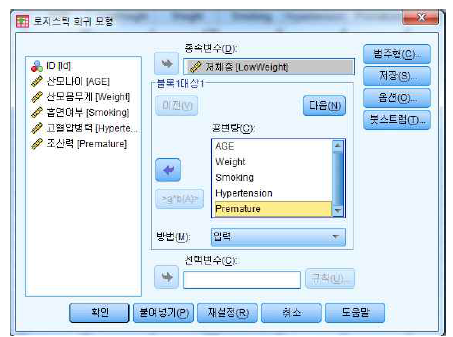 로지스틱 회귀 모형
ID [Id]
산모나이 [AGE]
산모몸무게 [Weight]
흡연여부 [Smoking]
고혈압병력 [Hyperte...
조산력 [Premature]
종속변수(D):
저체중 [LowWeight]
블록1대상1
이전(V)
다음(N)
공변량(C):
AGE
Weight
Smoking
Hypertension
Premature
>a*b(A)>
방법(M):
입력
선택변수(C):
규칙(U)...
범주형(C)...
저장(S)...
옵션(O)...
붓스트랩(T)...
확인
붙여넣기(P)
재설정(R)
취소
도움말